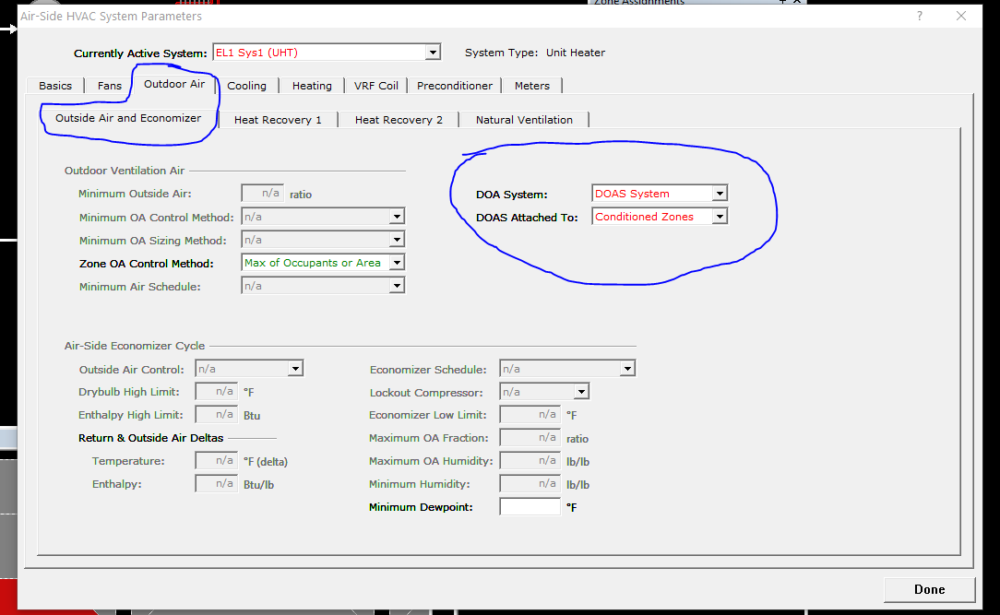 Zone Assignments
Air-Side HVAC System Parameters ?
Currently Active System: EL1 Sys1 (UHT) System Type: Unit Heater
Basics Fans Outdoor Air Cooling Heating VRF Coil Preconditioner Meters
Outside Air and Economizer Heat Recovery 1 Heat Recovery 2 Natural Ventilation
Outdoor Ventilation Air
Minimum Outside Air: n/a ratio DOA System: DOAS System
Minimum OA Control Method: n/a DOAS Attached To: Conditioned Zones
Minimum OA Sizing Method: n/a
Zone OA Control Method: Max of Occupants or Area
Minimum Air Schedule: n/a
Air-Side Economizer Cycle
Outside Air Control: n/a Economizer Schedule: n/a
Drybulb High Limit: n/a °F Lockout Compressor: n/a
Enthalpy High Limit: n/a Btu Economizer Low Limit: n/a °F
Return & Outside Air Deltas Maximum OA Fraction: n/a ratio
Temperature: n/a °F (delta) Maximum OA Humidity: n/a lb/lb
Enthalpy: n/a Btu/lb Minimum Humidity: n/a lb/lb
Minimum Dewpoint: °F
Done